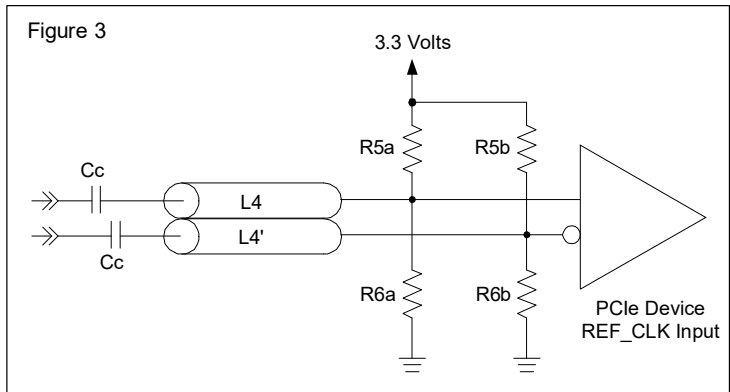 Figure 3
3.3 Volts
R5a
R5b
Cc
L4
L4'
Cc
R6a
R6b
PCIe Device
REF_CLK Input